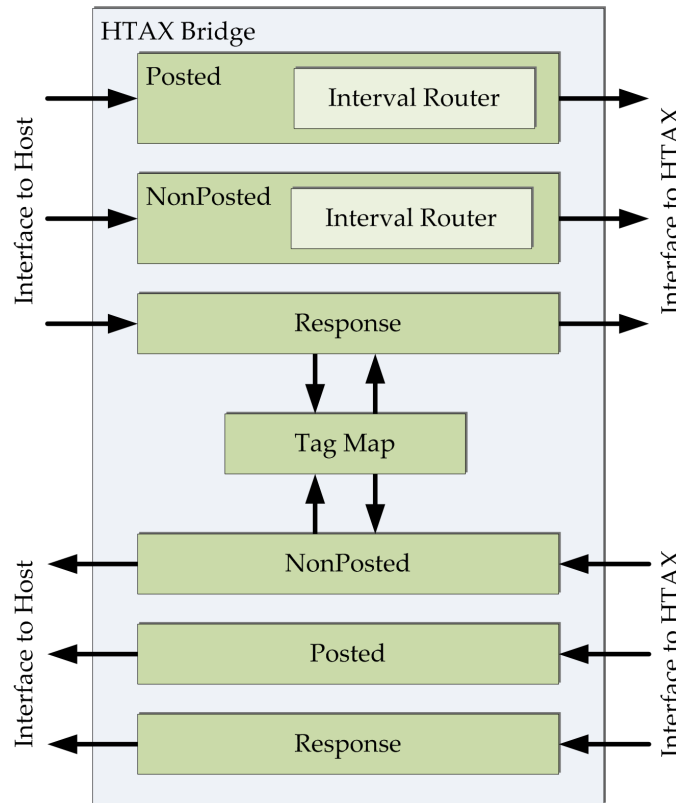 HTAX Bridge
Posted
Interval Router
NonPosted
Interval Router
Response
Tag Map
NonPosted
Posted
Response
Interface to Host
Interface to HTAX
Interface to Host
Interface to HTAX